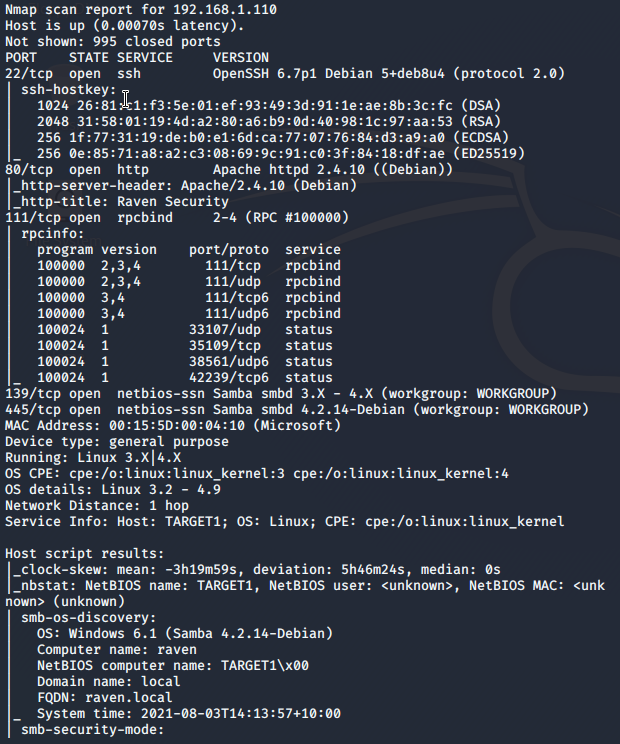 Nmap scan report for 192.168.1.110
Host is up (0.00070s latency).
Not shown: 995 closed ports
PORT    STATE SERVICE     VERSION
22/tcp  open  ssh         OpenSSH 6.7p1 Debian 5+deb8u4 (protocol 2.0)
| ssh-hostkey:
|   1024 26:81:c1:f3:5e:01:ef:93:49:3d:91:1e:ae:8b:3c:fc (DSA)
|   2048 31:58:01:19:4d:a2:80:a6:b9:0d:40:98:1c:97:aa:53 (RSA)
|   256 1f:77:31:19:de:b0:e1:6d:ca:77:07:76:84:d3:a9:a0 (ECDSA)
|_  256 0e:85:71:a8:a2:c3:08:69:9c:91:c0:3f:84:18:df:ae (ED25519)
80/tcp  open  http        Apache httpd 2.4.10 ((Debian))
|_http-server-header: Apache/2.4.10 (Debian)
|_http-title: Raven Security
111/tcp open  rpcbind     2-4 (RPC #100000)
| rpcinfo:
|   program version    port/proto  service
|   100000  2,3,4        111/tcp   rpcbind
|   100000  2,3,4        111/udp   rpcbind
|   100000  3,4          111/tcp6  rpcbind
|   100000  3,4          111/udp6  rpcbind
|   100024  1          33107/udp   status
|   100024  1          35109/tcp   status
|   100024  1          38561/udp6  status
|_  100024  1          42239/tcp6  status
139/tcp open  netbios-ssn Samba smbd 3.X - 4.X (workgroup: WORKGROUP)
445/tcp open  netbios-ssn Samba smbd 4.2.14-Debian (workgroup: WORKGROUP)
MAC Address: 00:15:5D:00:04:10 (Microsoft)
Device type: general purpose
Running: Linux 3.X|4.X
OS CPE: cpe:/o:linux:linux_kernel:3 cpe:/o:linux:linux_kernel:4
OS details: Linux 3.2 - 4.9
Network Distance: 1 hop
Service Info: Host: TARGET1; OS: Linux; CPE: cpe:/o:linux:linux_kernel
Host script results:
|_clock-skew: mean: -3h19m59s, deviation: 5h46m24s, median: 0s
|_nbstat: NetBIOS name: TARGET1, NetBIOS user: <unknown>, NetBIOS MAC: <unk
nown> (unknown)
| smb-os-discovery:
|   OS: Windows 6.1 (Samba 4.2.14-Debian)
|   Computer name: raven
|   NetBIOS computer name: TARGET1\x00
|   Domain name: local
|   FQDN: raven.local
|_  System time: 2021-08-03T14:13:57+10:00
| smb-security-mode: